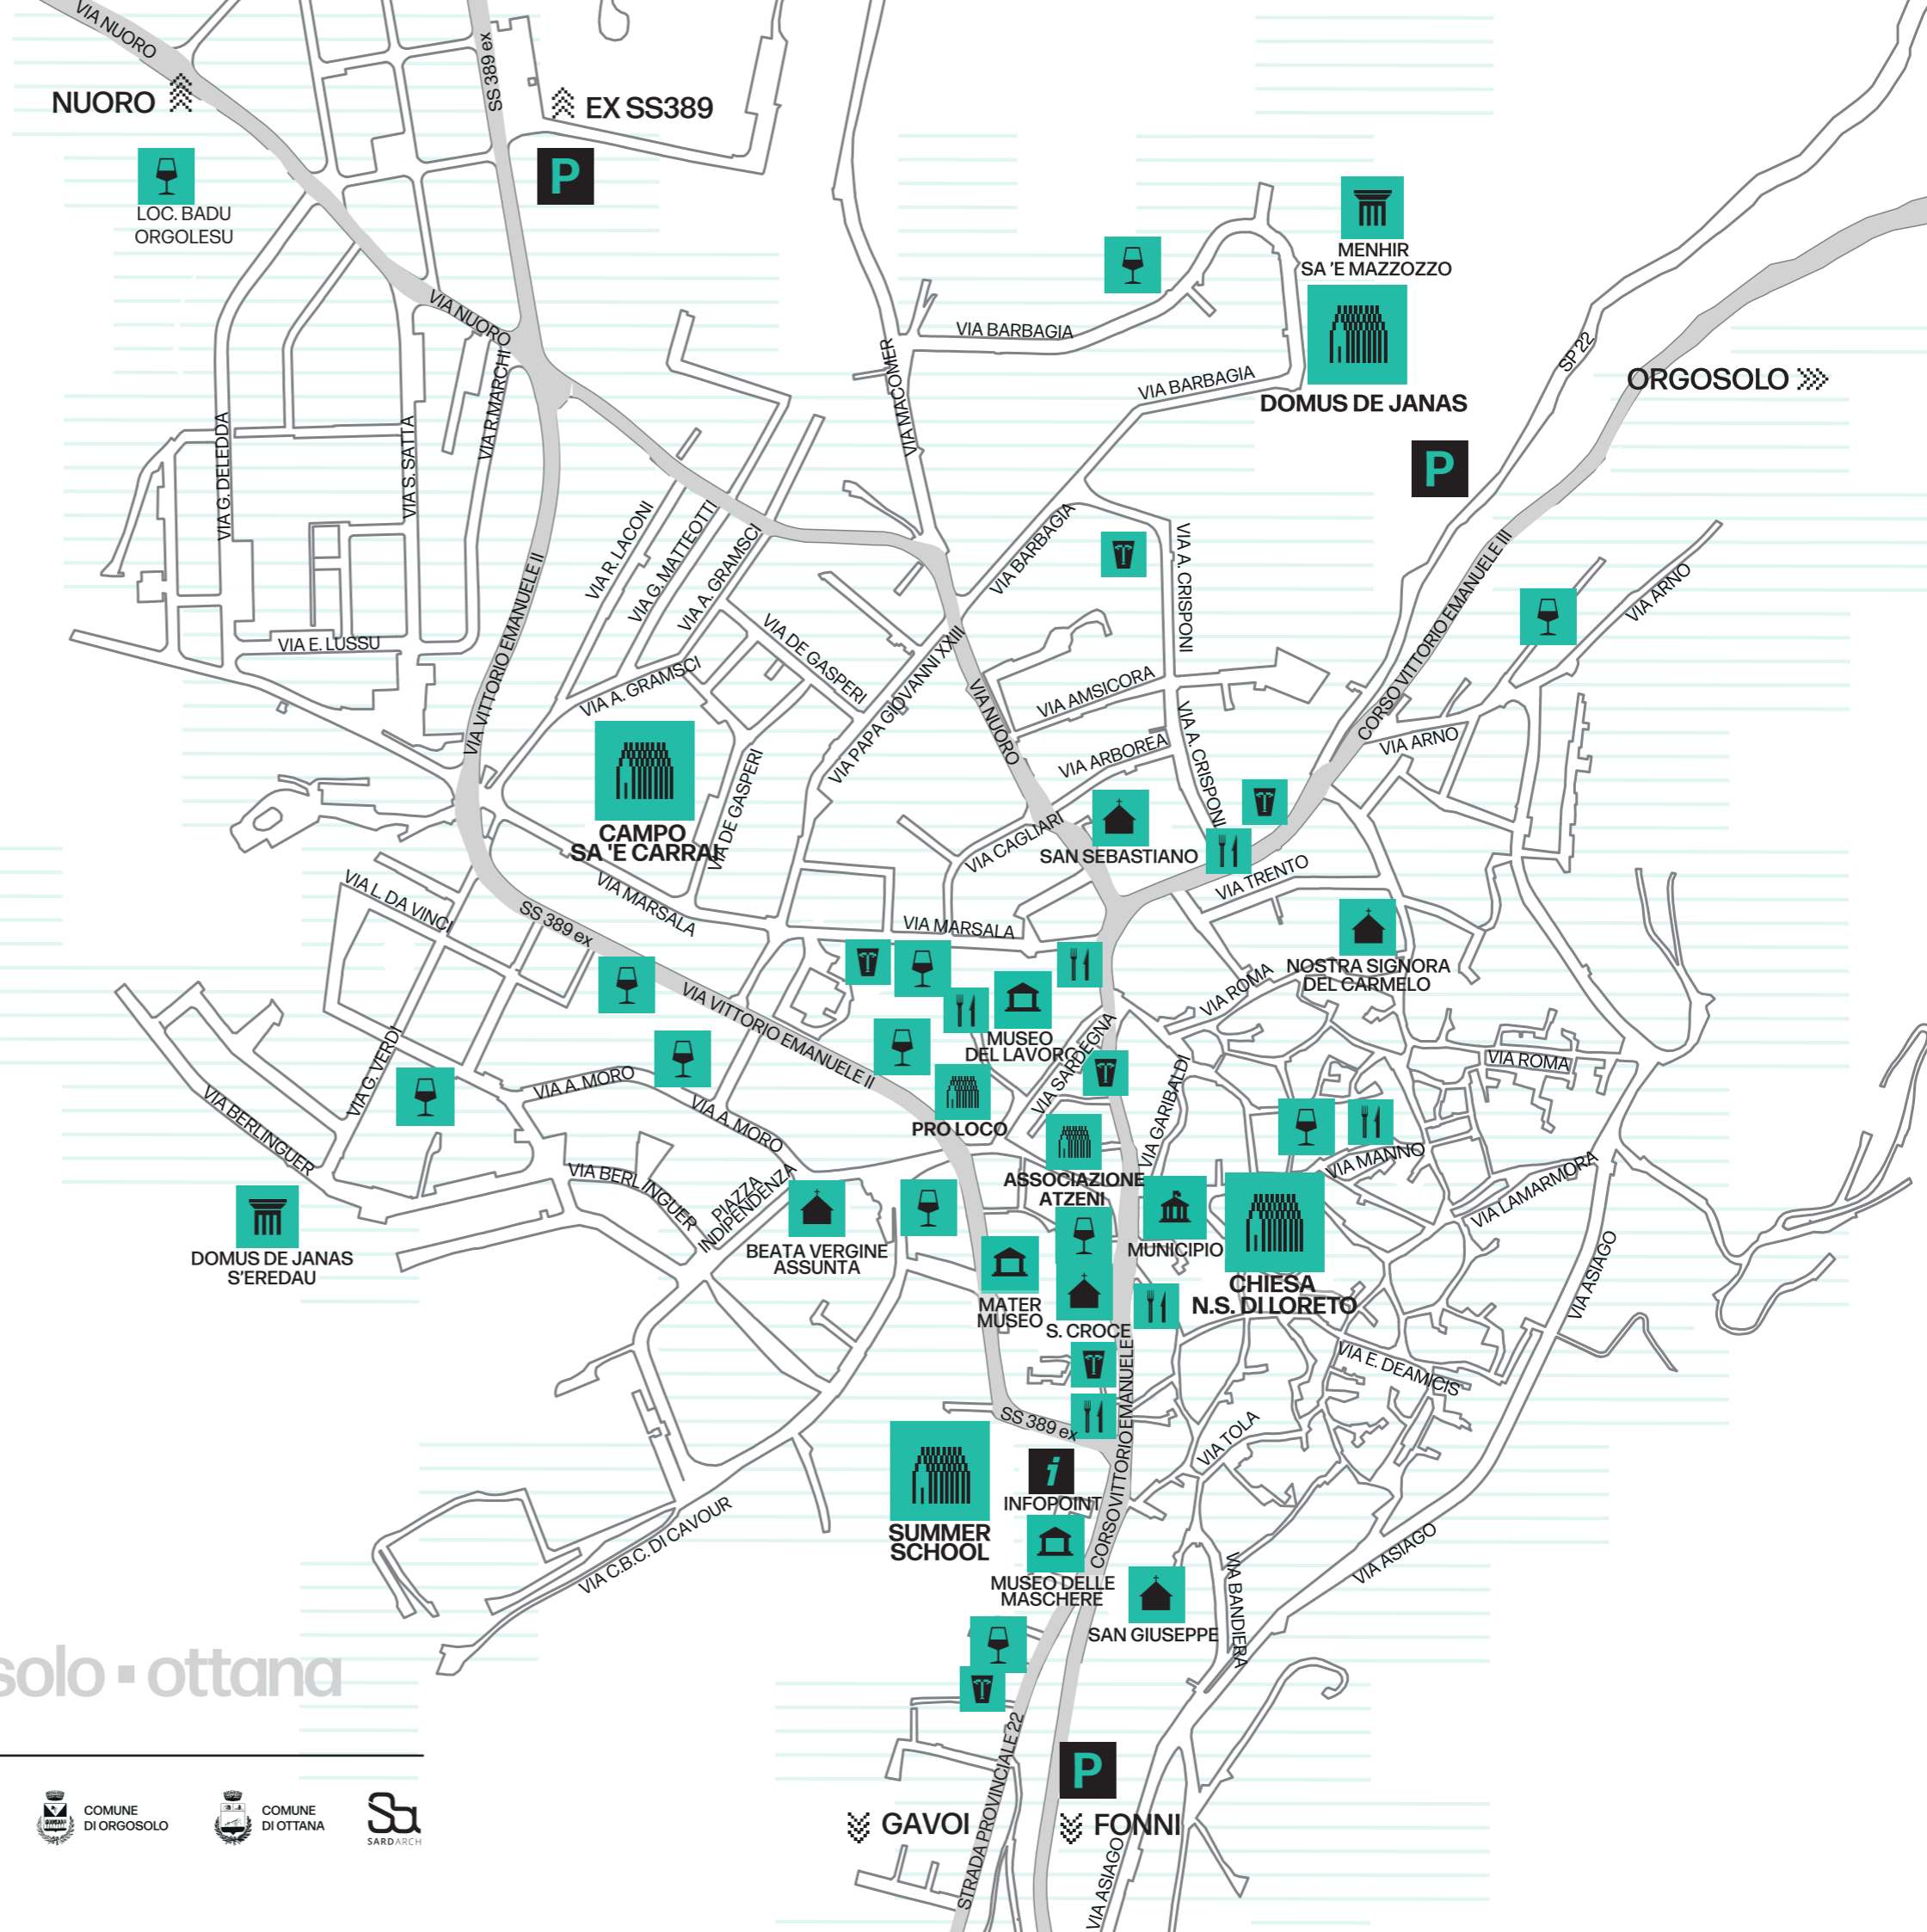 VIA NUORO
SS 389 ex
NUORO
EX SS389
P
LOC. BADU
ORGOLESU
MENHIR
SA 'E MAZZOZZO
VIA NUORO
VIA BARBAGIA
VIA MACOMER
VIA BARBAGIA
DOMUS DE JANAS
SP 22
ORGOSOLO
P
VIA G. DELEDDA
VIA S. SATTA
VIA R.MARCHI
VIA R. LACONI
VIA G. MATTEOTTI
VIA A. GRAMSCI
VIA BARBAGIA
VIA A. CRISPONI
CORSO VITTORIO EMANUELE III
VIA ARNO
VIA E. LUSSU
VIA VITTORIO EMANUELE II
VIA DE GASPERI
VIA A. GRAMSCI
VIA PAPA GIOVANNI XXIII
VIA NUORO
VIA AMSICORA
VIA A. CRISPONI
VIA ARBOREA
VIA ARNO
CAMPO
SA 'E CARRAI
VIA DE GASPERI
VIA CAGLIARI
SAN SEBASTIANO
VIA TRENTO
VIA L. DA VINCI
SS 389 ex
VIA MARSALA
VIA MARSALA
NOSTRA SIGNORA
DEL CARMELO
VIA ROMA
VIA VITTORIO EMANUELE II
MUSEO
DEL LAVORO
VIA SARDEGNA
VIA ROMA
VIA G. VERDI
VIA A. MORO
VIA A. MORO
VIA BERLINGUER
PRO LOCO
VIA GARIBALDI
VIA MANNO
VIA LAMARMORA
VIA BERLINGUER
PIAZZA
INDIPENDENZA
ASSOCIAZIONE
ATZENI
DOMUS DE JANAS
S'EREDAU
BEATA VERGINE
ASSUNTA
MUNICIPIO
CHIESA
N.S. DI LORETO
VIA ASIAGO
MATER
MUSEO
S. CROCE
VIA E. DEAMICIS
SS 389 ex
CORSO VITTORIO EMANUELE
VIA TOLA
i
INFOPOINT
SUMMER
SCHOOL
VIA C.B.C. DI CAVOUR
MUSEO DELLE
MASCHERE
VIA ASIAGO
SAN GIUSEPPE
VIA BANDIERA
solo ▪ ottana
STRADA PROVINCIALE 22
P
GAVOI
FONNI
VIA ASIAGO
COMUNE
DI ORGOSOLO
COMUNE
DI OTTANA
Sa
SARDARCH